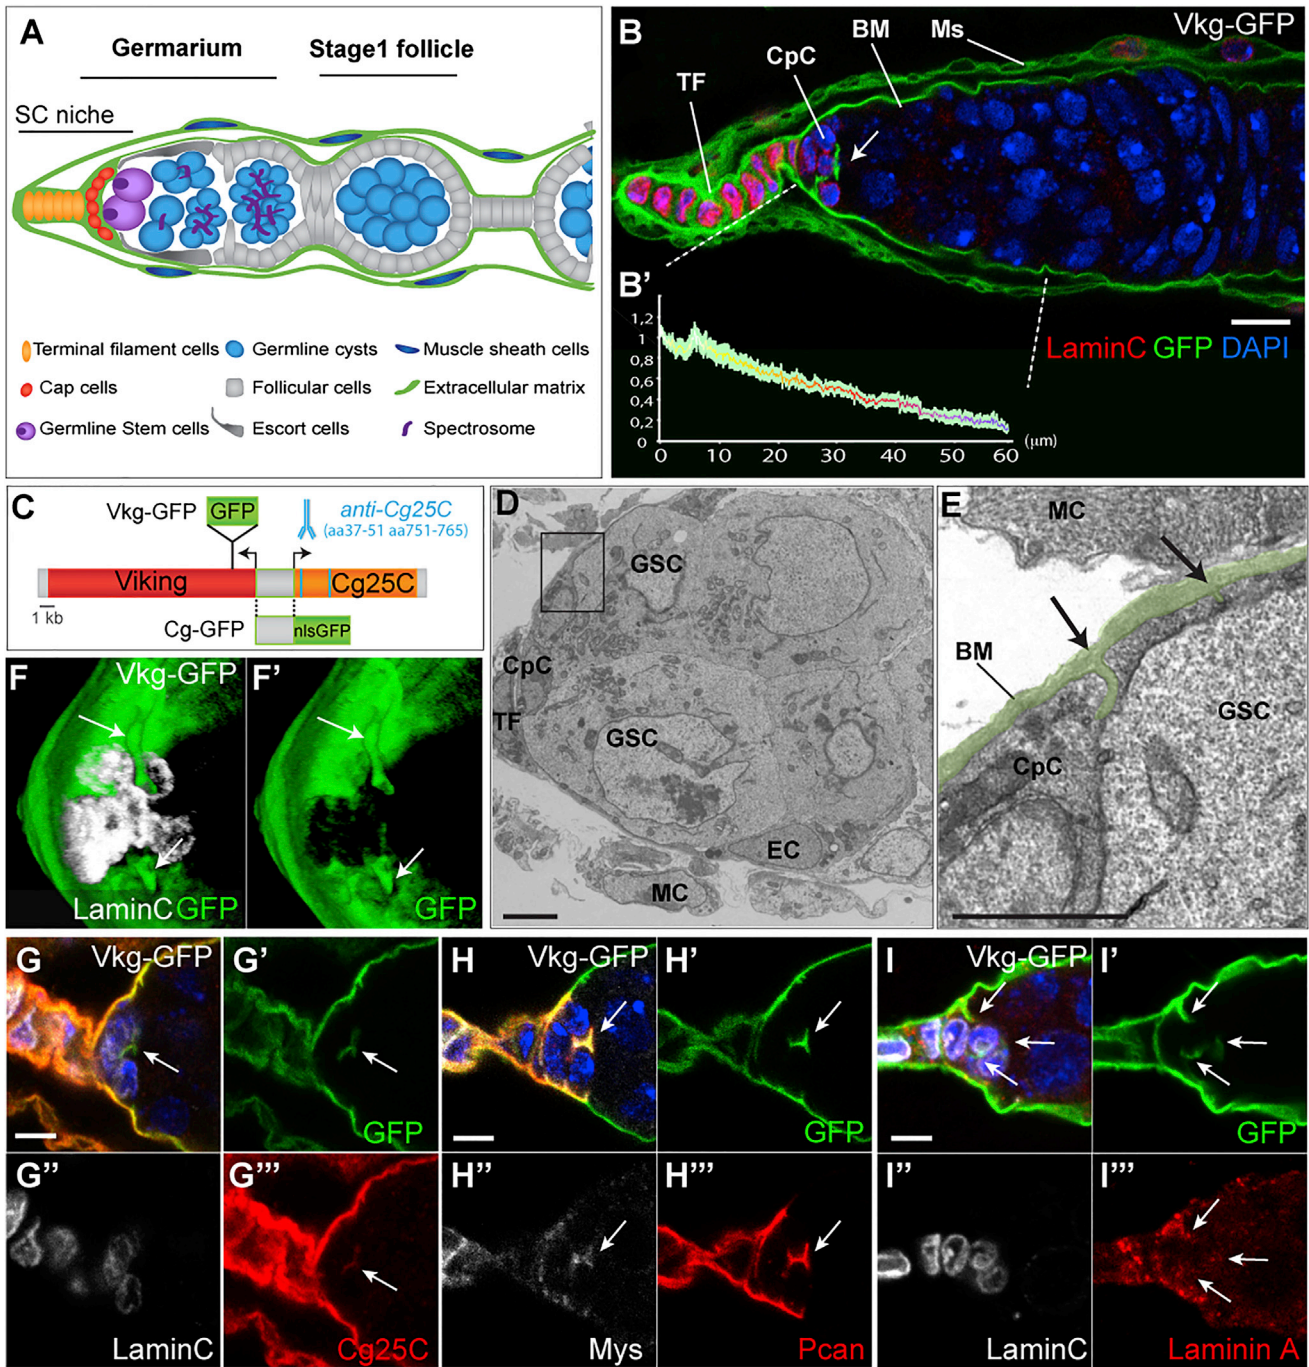 A
Germarium
Stage1 follicle
SC niche
Terminal filament cells
Germline cysts
Muscle sheath cells
Cap cells
Follicular cells
Extracellular matrix
Germline Stem cells
Escort cells
Spectrosome
B
Vkg-GFP
TF
CpC
BM
Ms
B’
LaminC GFP DAPI
1,2
1
0,8
0,6
0,4
0,2
0
0 10 20 30 40 50 60 (µm)
C
Vkg-GFP
GFP
anti-Cg25C
(aa37-51 aa751-765)
Viking
Cg25C
1 kb
Cg-GFP
nlsGFP
D
GSC
CpC
TF
GSC
EC
MC
E
MC
BM
GSC
CpC
F
Vkg-GFP
LaminC GFP
F’
GFP
G
Vkg-GFP
G’
GFP
H
Vkg-GFP
H’
GFP
I
Vkg-GFP
I’
GFP
G’’
LaminC
G’’’
Cg25C
H’’
Mys
H’’’
Pcan
I’’
LaminC
I’’’
Laminin A